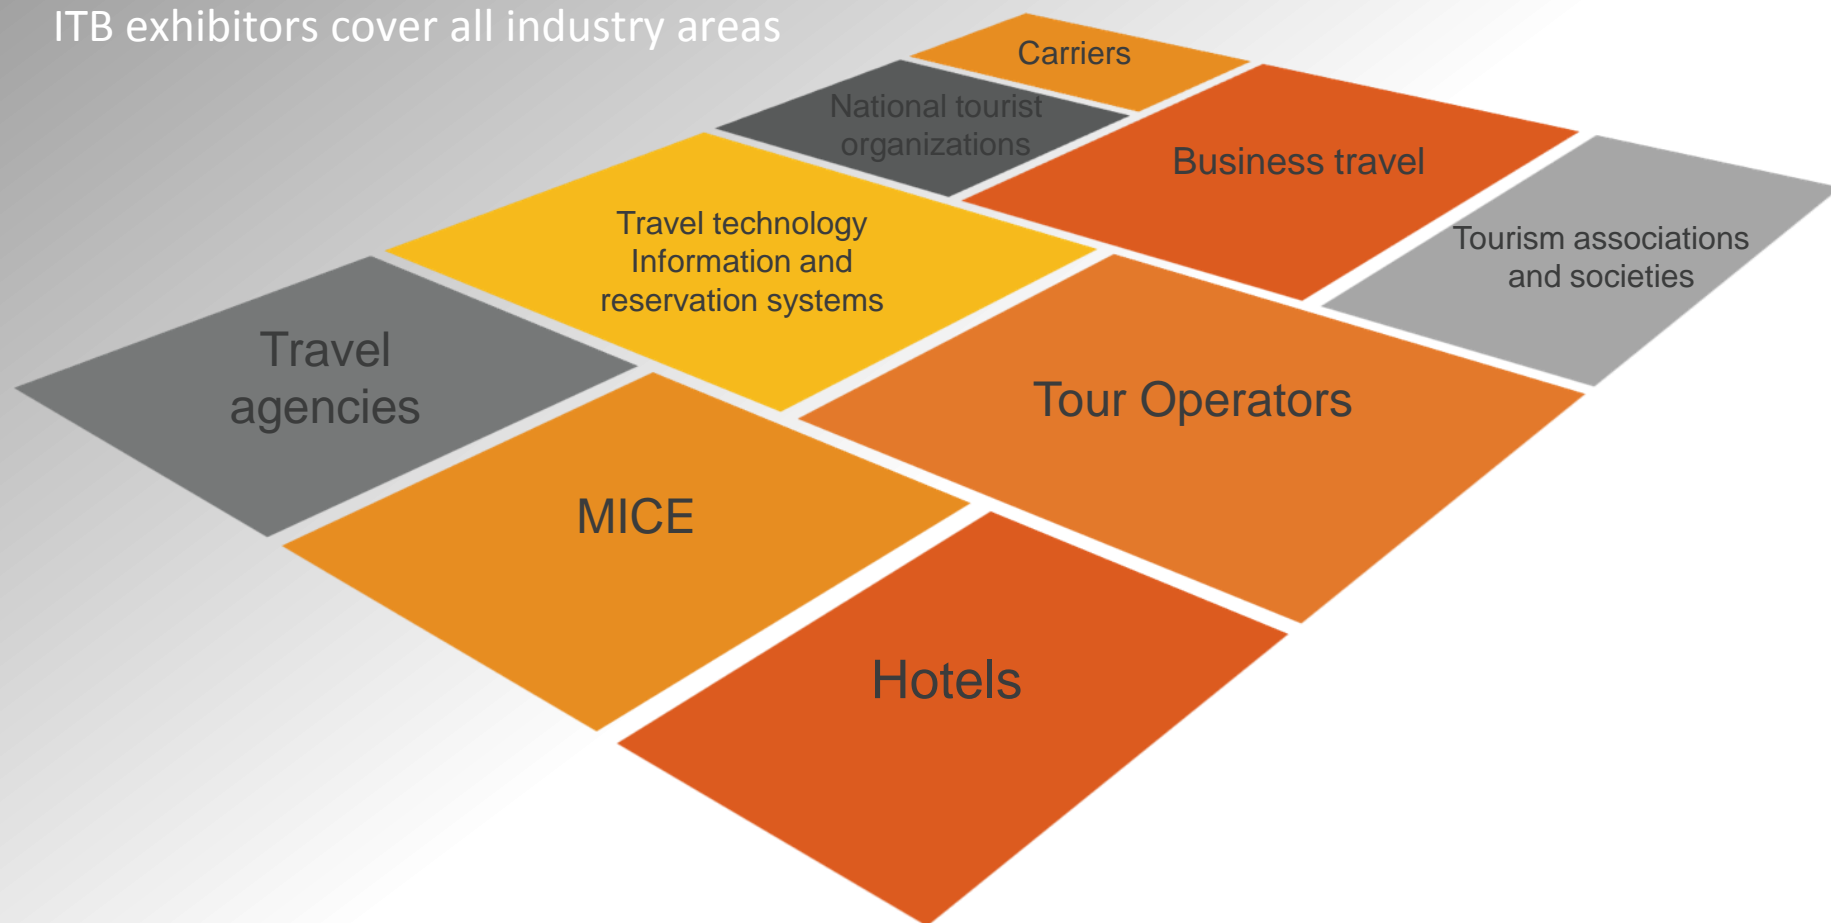 ITB exhibitors cover all industry areas
Carriers
National tourist
organizations
Business travel
Travel technology
Information and
reservation systems
Tourism associations
and societies
Travel
agencies
Tour Operators
MICE
Hotels